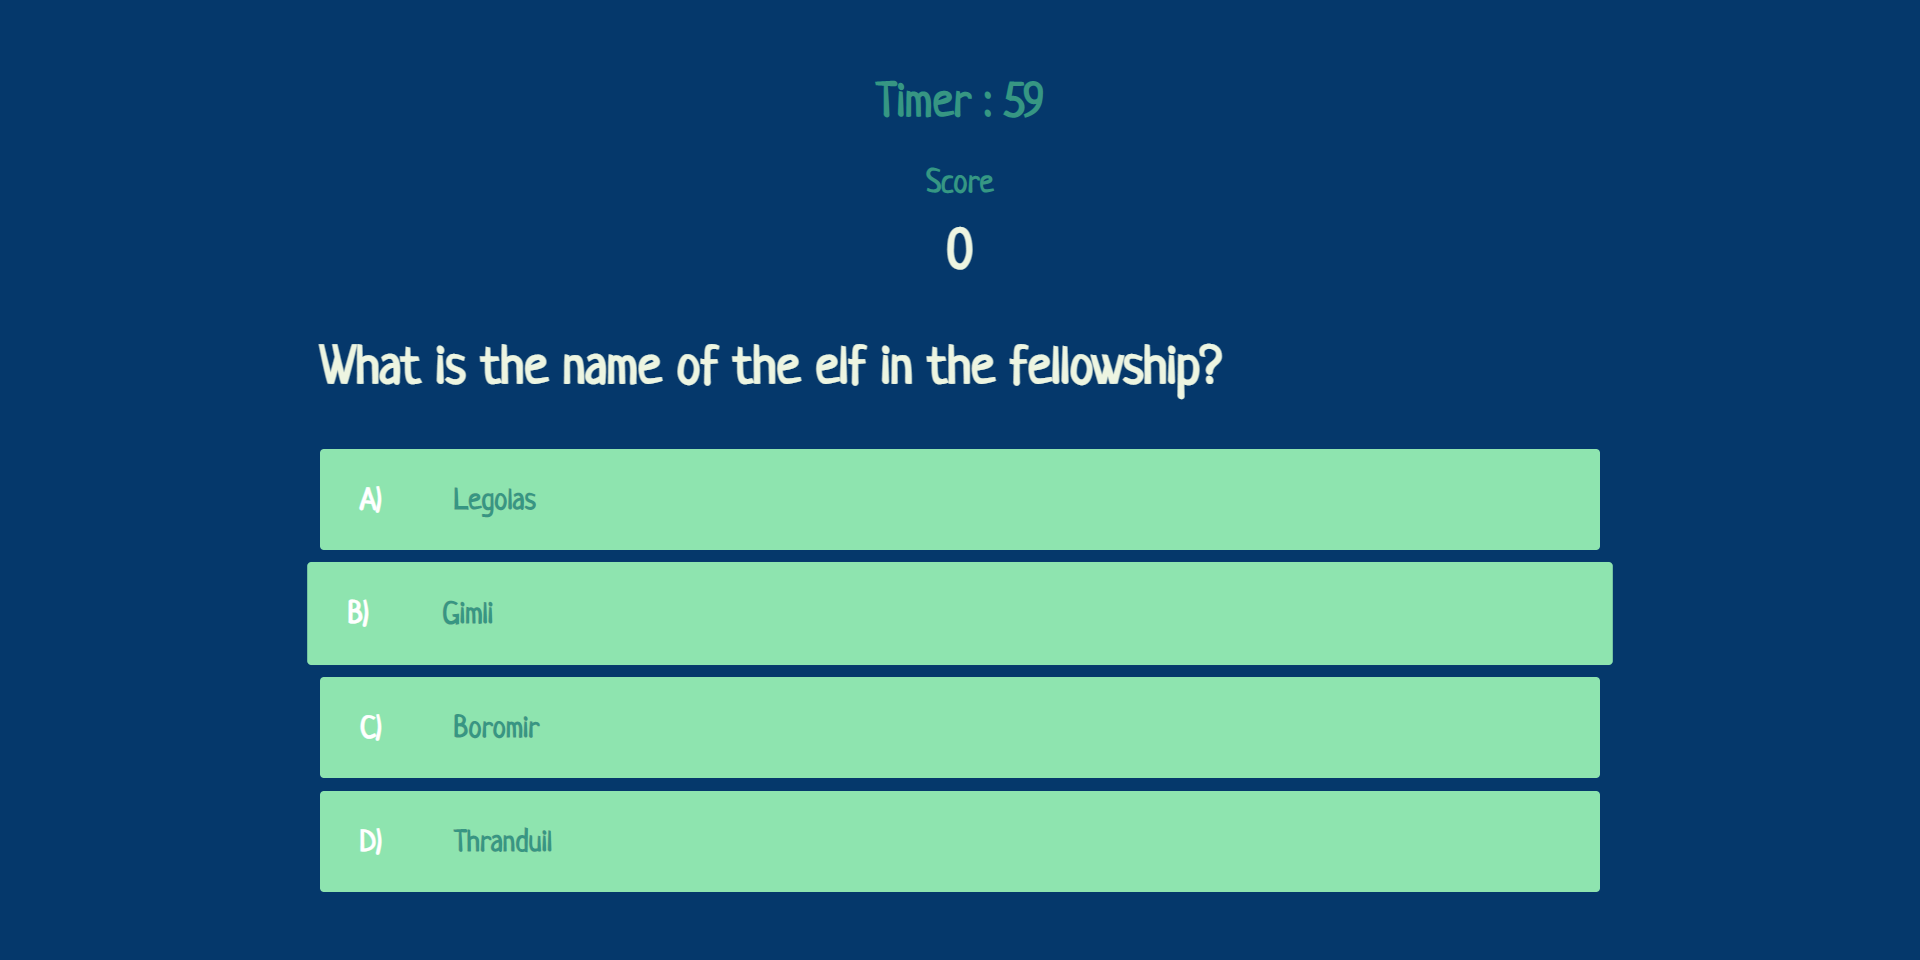 Timer : 59
Score
0
What is the name of the elf in the fellowship?
A) Legolas
B) Gimli
C) Boromir
D) Thranduil